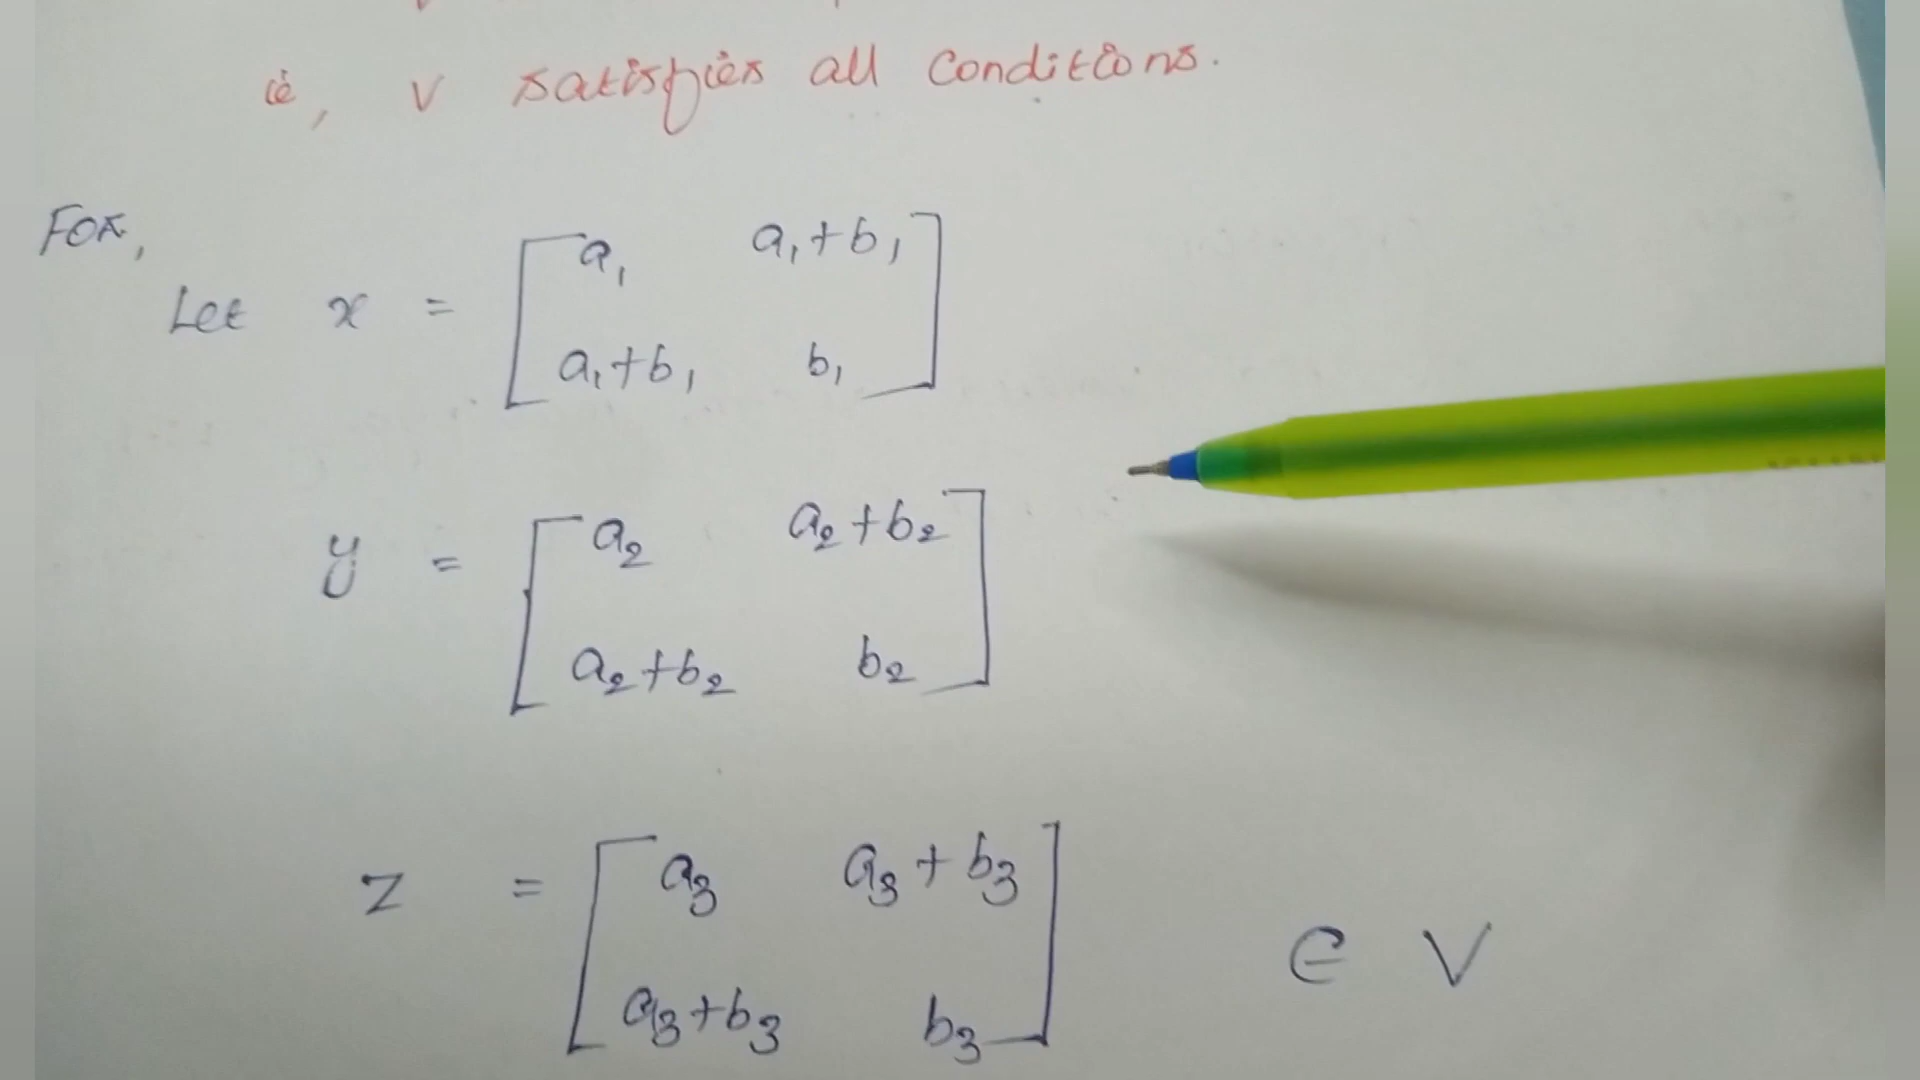 ie, V satisfies all conditions.
For,
Let x = [ a₁ a₁+b₁
a₁+b₁ b₁ ]
y = [ a₂ a₂+b₂
a₂+b₂ b₂ ]
z = [ a₃ a₃+b₃
a₃+b₃ b₃ ] ∈ V